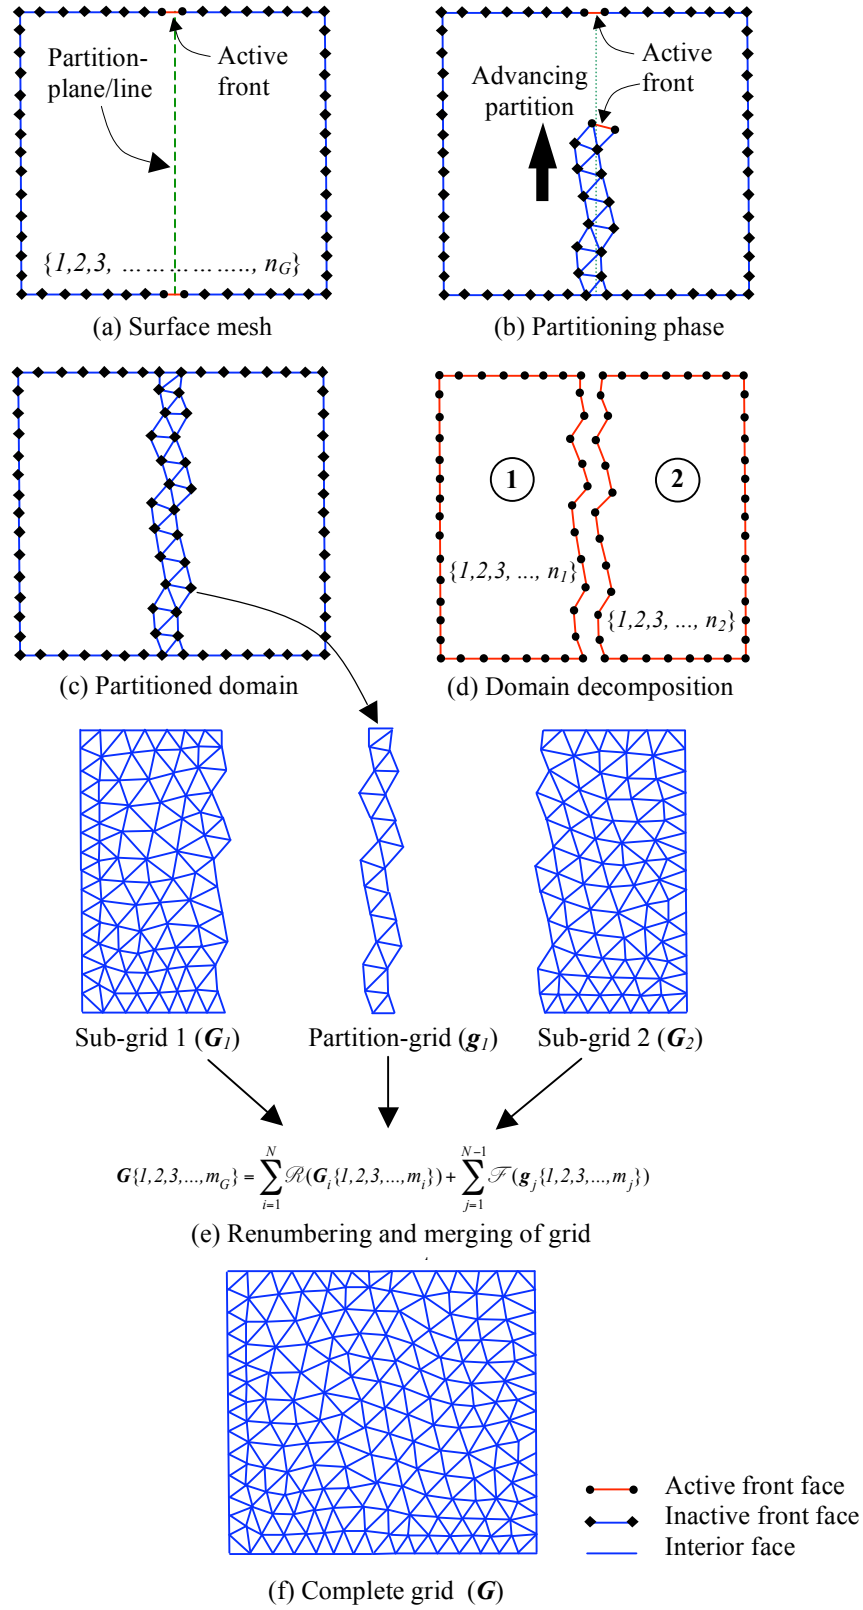 Partition-
plane/line
Active
front
{1,2,3, ………………., n_G}
(a) Surface mesh
Active
front
Advancing
partition
(b) Partitioning phase
(c) Partitioned domain
1
2
{1,2,3, ..., n_1}
{1,2,3, ..., n_2}
(d) Domain decomposition
Sub-grid 1 (G_1)
Partition-grid (g_1)
Sub-grid 2 (G_2)
G{1,2,3,...,m_G} = \sum_{i=1}^{N} ℛ(G_i{1,2,3,...,m_i}) + \sum_{j=1}^{N-1} ℱ(g_j{1,2,3,...,m_j})
(e) Renumbering and merging of grid
(f) Complete grid (G)
Active front face
Inactive front face
Interior face